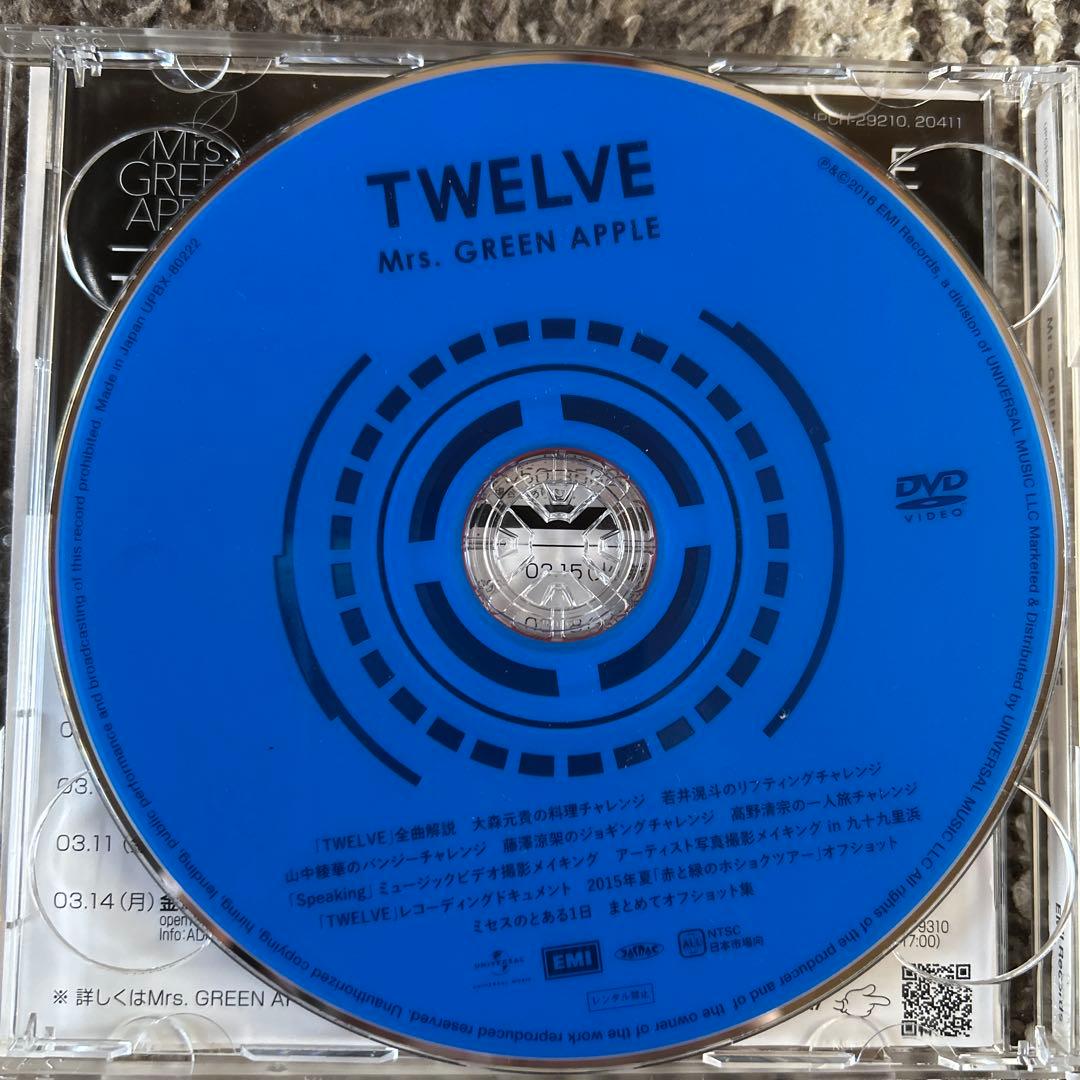 TWELVE
Mrs. GREEN APPLE
Mrs.
UPCH-29210, 20411
E
℗&©2016 EMI Records, a division of UNIVERSAL MUSIC LLC Marketed & Distributed by UNIVERSAL MUSIC LLC All rights of the producer and of the owner of the work reproduced reserved. Unauthorized copying, hiring, lending, public performance and broadcasting of this record prohibited. Made in Japan UPBX-80222
DVD
VIDEO
「TWELVE」全曲解説 大森元貴の料理チャレンジ 若井滉斗のリフティングチャレンジ
山中綾華のバンジーチャレンジ 藤澤涼架のジョギングチャレンジ 髙野清宗の一人旅チャレンジ
「Speaking」ミュージックビデオ撮影メイキング アーティスト写真撮影メイキング in 九十九里浜
「TWELVE」レコーディングドキュメント 2015年夏「赤と緑のホショクツアー」オフショット
ミセスのとある1日 まとめてオフショット集
UNIVERSAL
UNIVERSAL MUSIC
EMI
ALL
NTSC
日本市場向
レンタル禁止
03.15
03.11
03.14(月)
9310
17:00)
※ 詳しくはMrs. GREEN AP